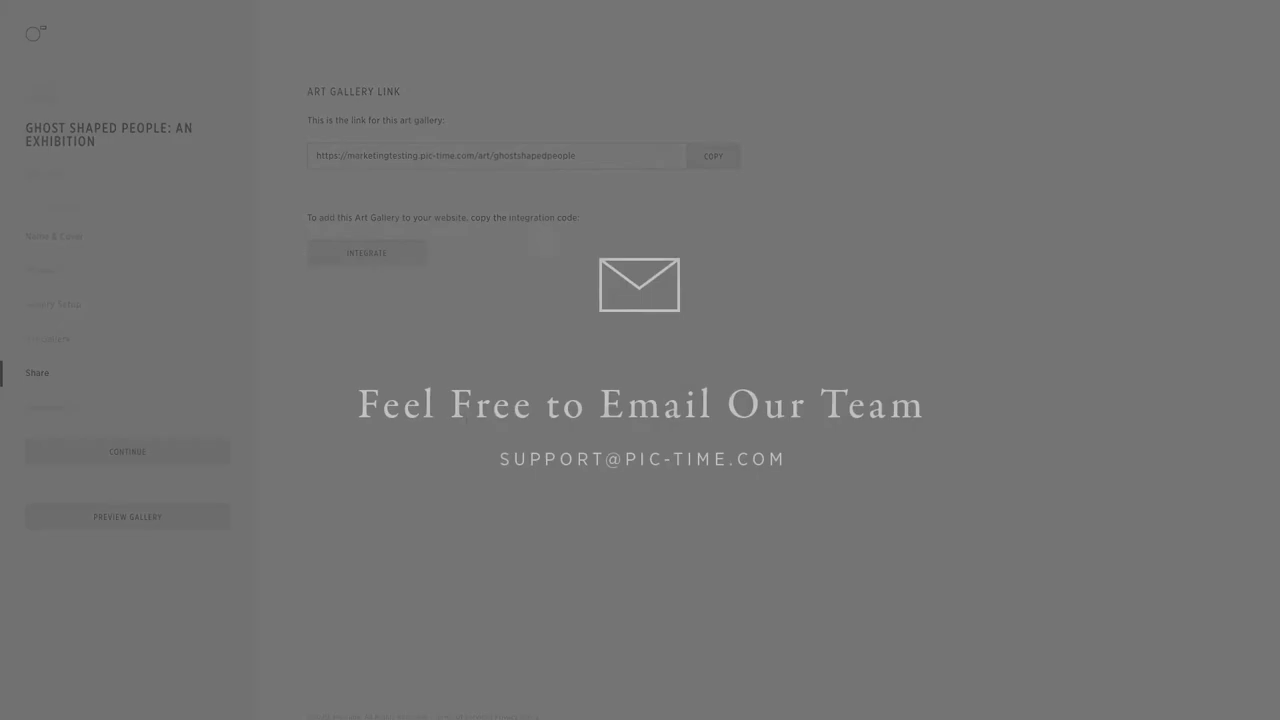 GHOST SHAPED PEOPLE: AN
EXHIBITION
Name & Cover
Gallery Setup
Share
CONTINUE
PREVIEW GALLERY
ART GALLERY LINK
This is the link for this art gallery:
https://marketingtesting.pic-time.com/art/ghostshapedpeople
COPY
To add this Art Gallery to your website, copy the integration code:
INTEGRATE
Feel Free to Email Our Team
SUPPORT@PIC-TIME.COM